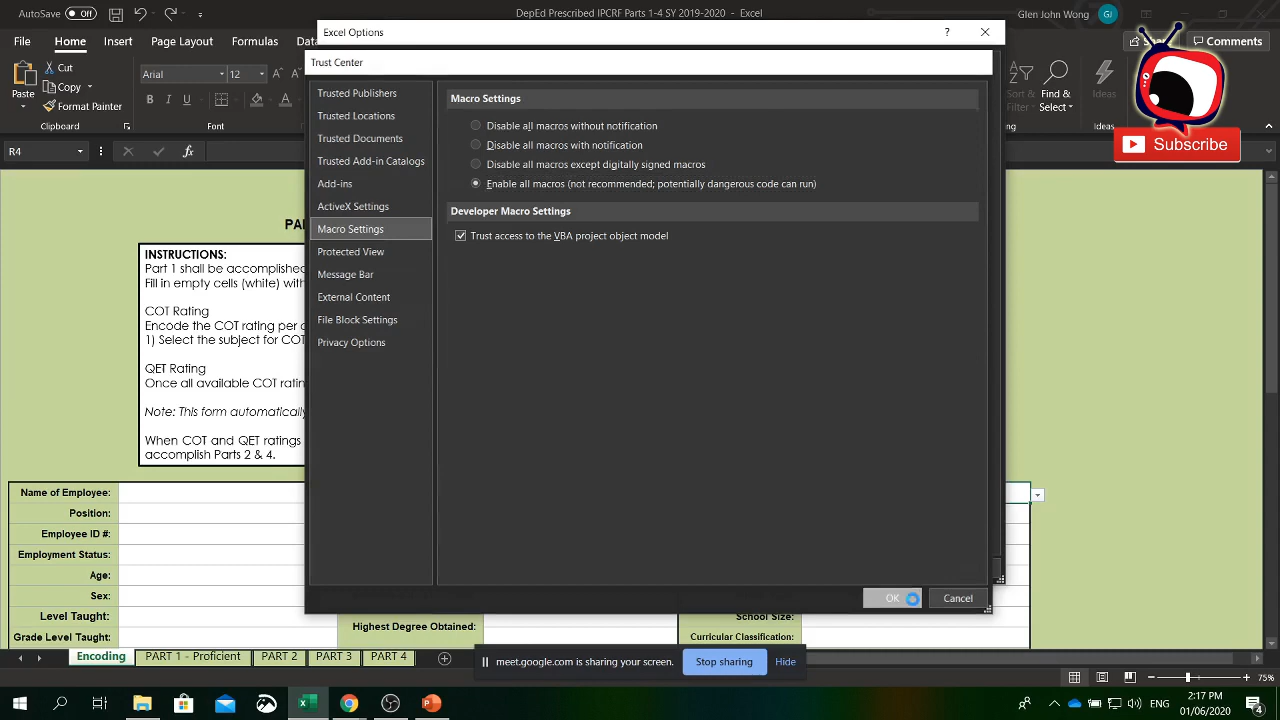 AutoSave Off
DepEd Prescribed IPCRF Parts 1-4 SY 2019-2020 - Excel
Glen John Wong GJ
File Home Insert Page Layout Formulas
Comments
Excel Options
Trust Center
Paste
Cut
Copy
Format Painter
Clipboard
Arial 12
B I U
Font
Sort &
Filter
Find &
Select
Editing
Ideas
Ideas
Subscribe
R4
fx
Trusted Publishers
Trusted Locations
Trusted Documents
Trusted Add-in Catalogs
Add-ins
ActiveX Settings
Macro Settings
Protected View
Message Bar
External Content
File Block Settings
Privacy Options
Macro Settings
Disable all macros without notification
Disable all macros with notification
Disable all macros except digitally signed macros
Enable all macros (not recommended; potentially dangerous code can run)
Developer Macro Settings
Trust access to the VBA project object model
OK
Cancel
INSTRUCTIONS:
Part 1 shall be accomplished
Fill in empty cells (white) with
COT Rating
Encode the COT rating per
1) Select the subject for COT
QET Rating
Once all available COT
Note: This form automatically
When COT and QET ratings
accomplish Parts 2 & 4.
Name of Employee:
Position:
Employee ID #:
Employment Status:
Age:
Sex:
Level Taught:
Grade Level Taught:
Highest Degree Obtained:
School Size:
Curricular Classification:
Encoding PART 1 - Proficient PART 2 PART 3 PART 4
meet.google.com is sharing your screen. Stop sharing Hide
75%
2:17 PM
01/06/2020
4